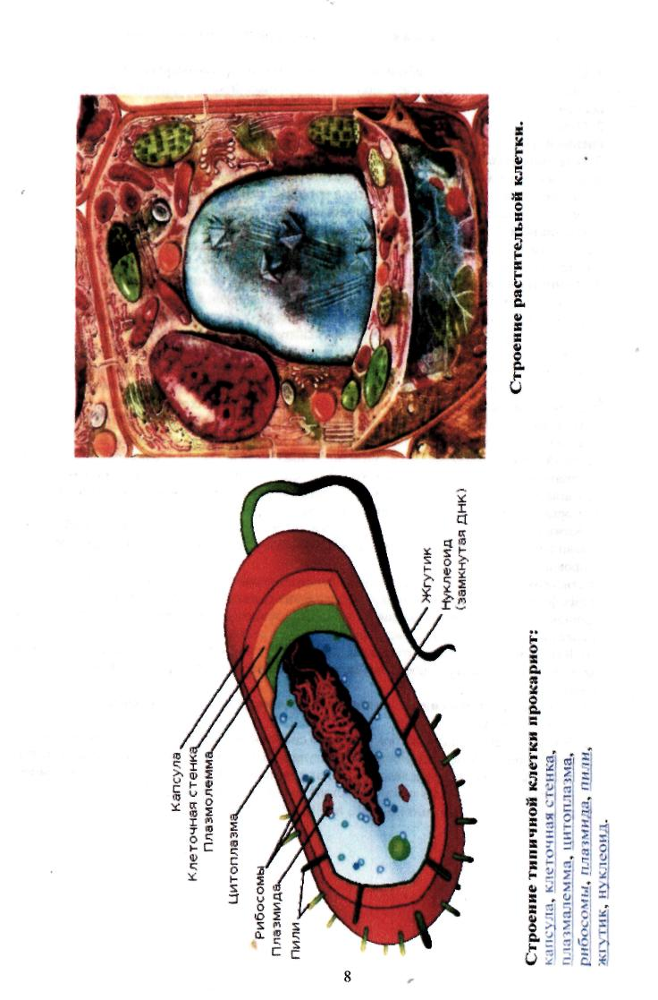 Капсула
Клеточная стенка
Плазмолемма
Цитоплазма
Рибосомы
Плазмида
Пили
Жгутик
Нуклеоид
(замкнутая ДНК)
Строение типичной клетки прокариот:
капсула, клеточная стенка,
плазмалемма, цитоплазма,
рибосомы, плазмида, пили,
жгутик, нуклеоид.
Строение растительной клетки.
8